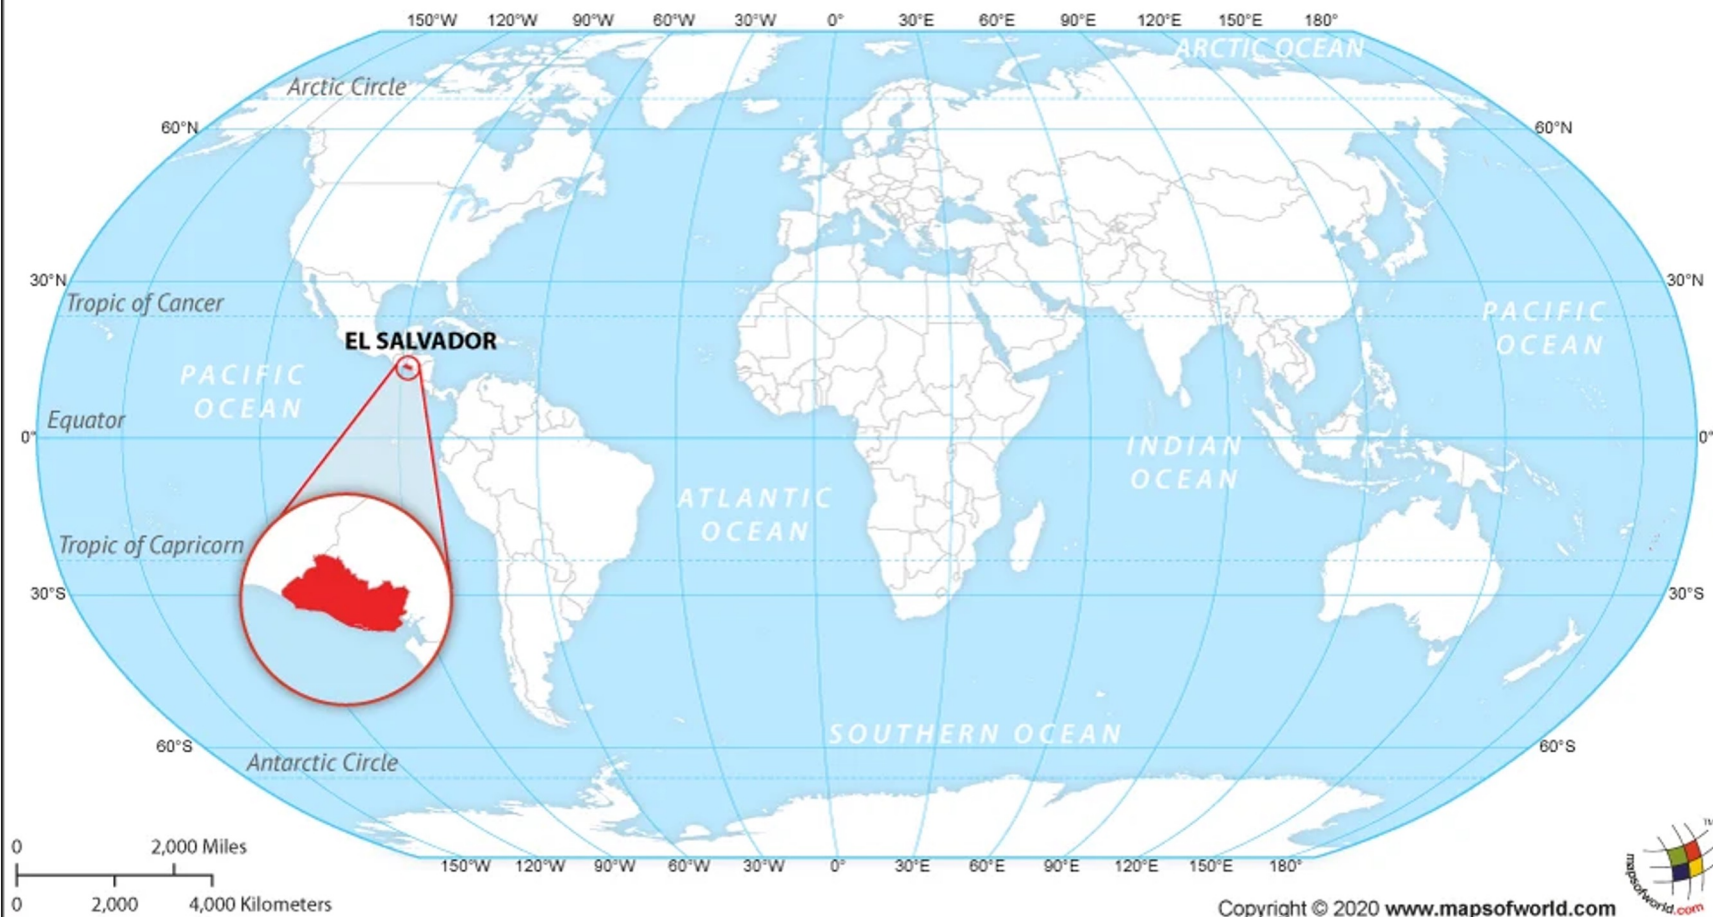 150°W 120°W 90°W 60°W 30°W 0° 30°E 60°E 90°E 120°E 150°E 180°
ARCTIC OCEAN
Arctic Circle
60°N 60°N
30°N 30°N
Tropic of Cancer
PACIFIC
OCEAN
EL SALVADOR
PACIFIC
OCEAN
Equator
0° 0°
INDIAN
OCEAN
ATLANTIC
OCEAN
Tropic of Capricorn
30°S 30°S
SOUTHERN OCEAN
60°S 60°S
Antarctic Circle
0 2,000 Miles
0 2,000 4,000 Kilometers
150°W 120°W 90°W 60°W 30°W 0° 30°E 60°E 90°E 120°E 150°E 180°
TM
mapsofworld.com
Copyright © 2020 www.mapsofworld.com